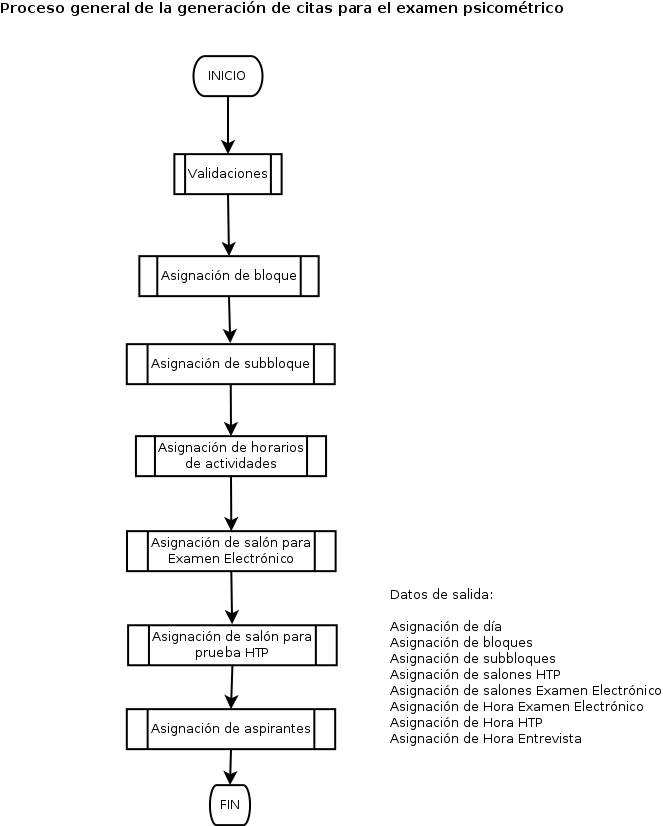 Proceso general de la generación de citas para el examen psicométrico
INICIO
Validaciones
Asignación de bloque
Asignación de subbloque
Asignación de horarios
de actividades
Asignación de salón para
Examen Electrónico
Asignación de salón para
prueba HTP
Asignación de aspirantes
FIN
Datos de salida:
Asignación de día
Asignación de bloques
Asignación de subbloques
Asignación de salones HTP
Asignación de salones Examen Electrónico
Asignación de Hora Examen Electrónico
Asignación de Hora HTP
Asignación de Hora Entrevista